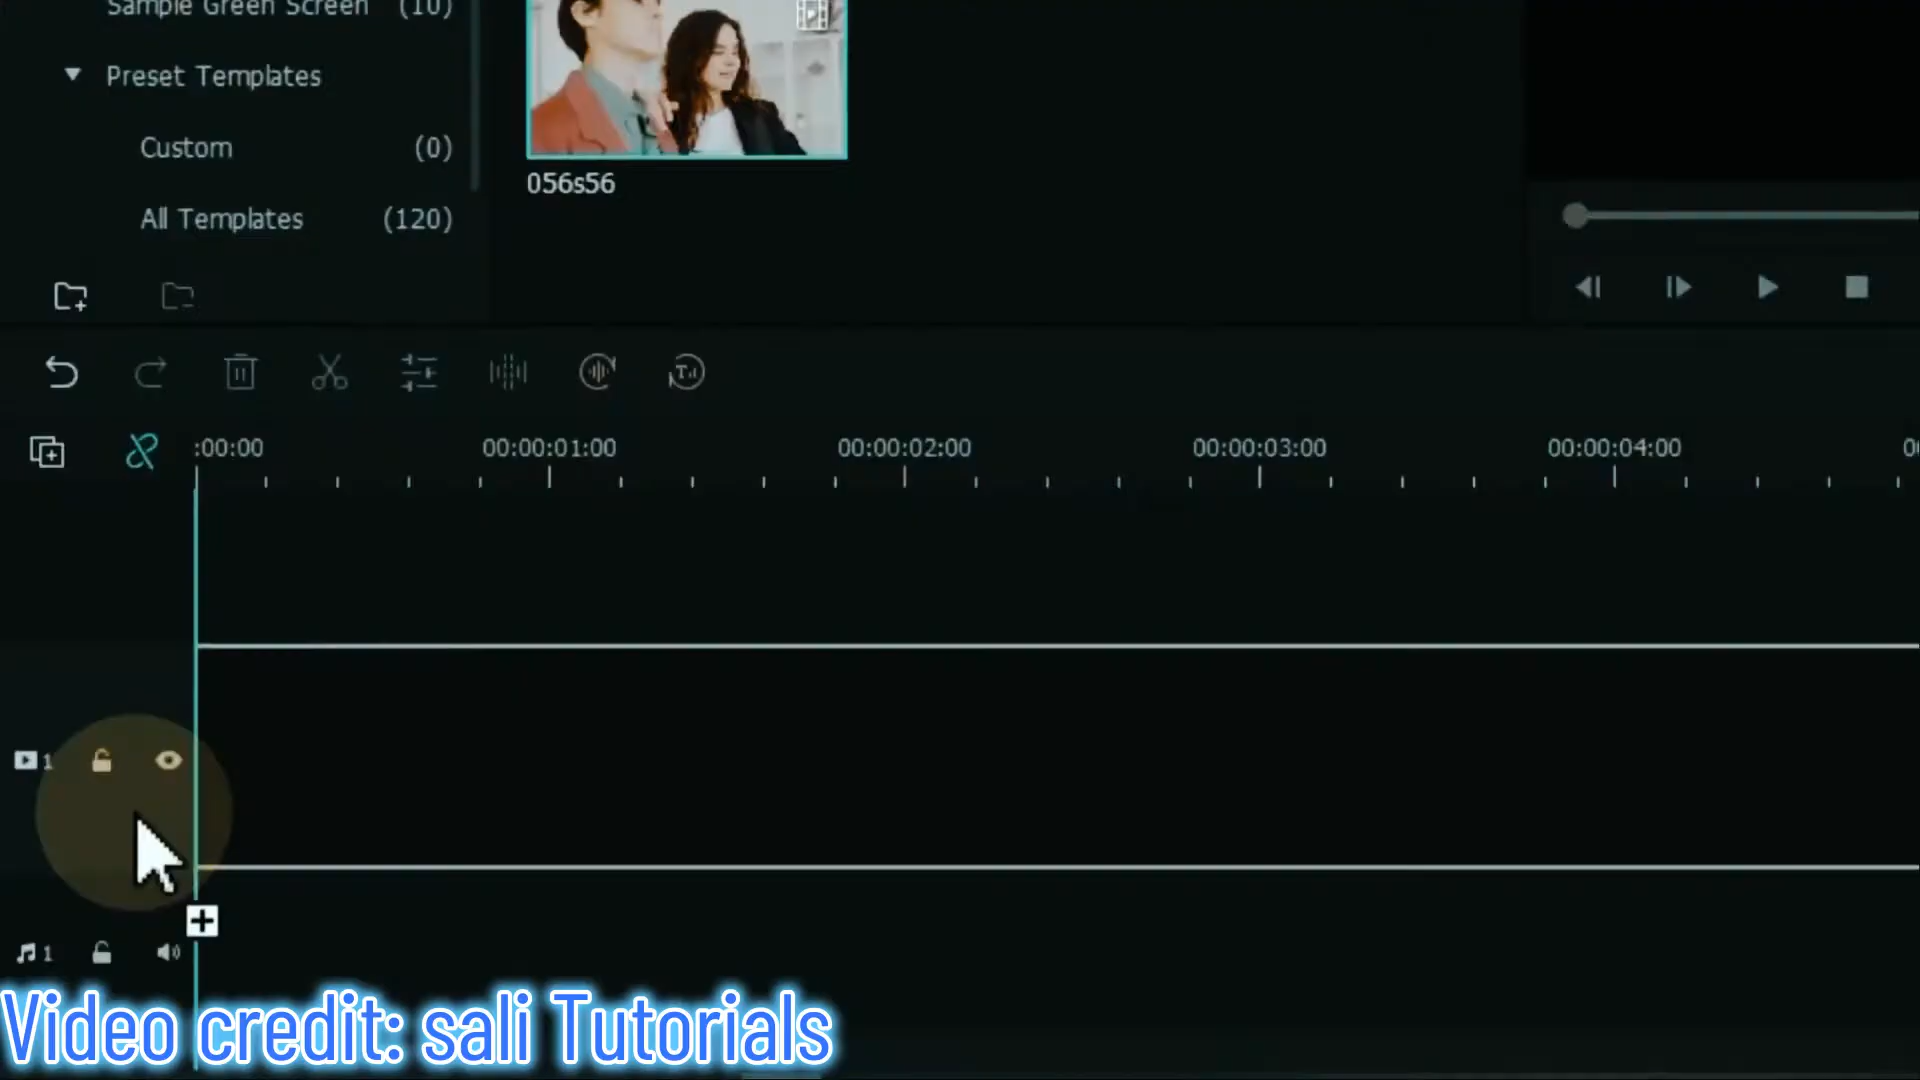 Sample Green Screen (10)
Preset Templates
Custom (0)
All Templates (120)
056s56
:00:00 00:00:01:00 00:00:02:00 00:00:03:00 00:00:04:00
1
1
Video credit: sali Tutorials